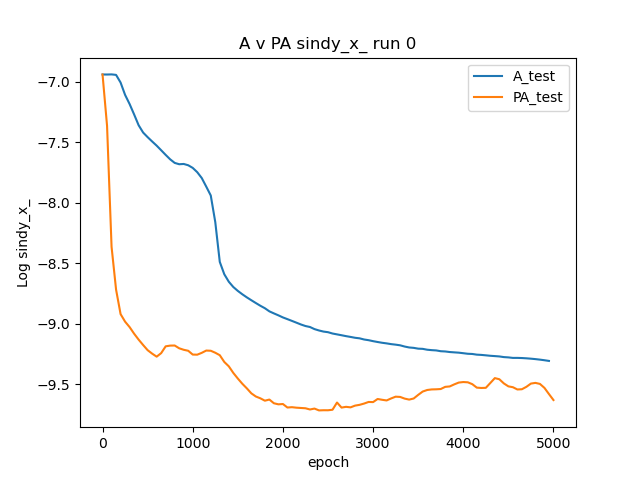 A v PA sindy_x_ run 0
A_test
PA_test
Log sindy_x_
−7.0
−7.5
−8.0
−8.5
−9.0
−9.5
0 1000 2000 3000 4000 5000
epoch